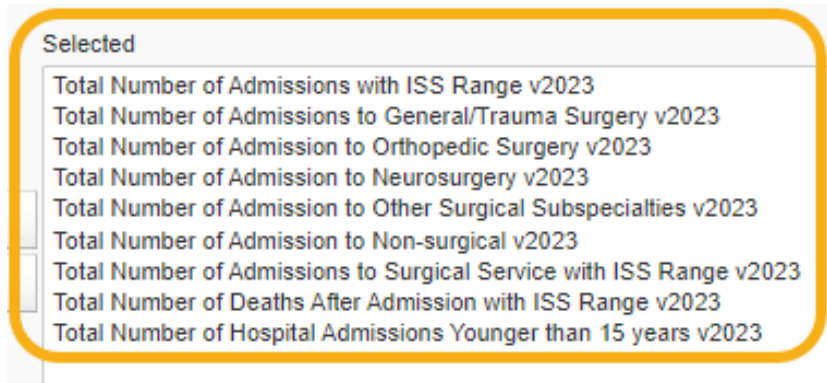 Selected
Total Number of Admissions with ISS Range v2023
Total Number of Admissions to General/Trauma Surgery v2023
Total Number of Admission to Orthopedic Surgery v2023
Total Number of Admission to Neurosurgery v2023
Total Number of Admission to Other Surgical Subspecialties v2023
Total Number of Admission to Non-surgical v2023
Total Number of Admissions to Surgical Service with ISS Range v2023
Total Number of Deaths After Admission with ISS Range v2023
Total Number of Hospital Admissions Younger than 15 years v2023